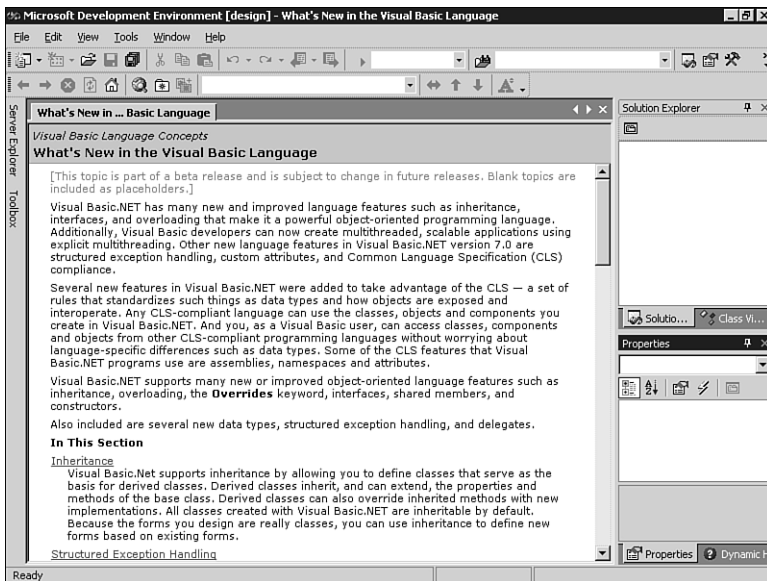 Microsoft Development Environment [design] - What's New in the Visual Basic Language
File Edit View Tools Window Help
Server Explorer
Toolbox
What's New in ... Basic Language
Visual Basic Language Concepts
What's New in the Visual Basic Language
[This topic is part of a beta release and is subject to change in future releases. Blank topics are
included as placeholders.]
Visual Basic.NET has many new and improved language features such as inheritance,
interfaces, and overloading that make it a powerful object-oriented programming language.
Additionally, Visual Basic developers can now create multithreaded, scalable applications using
explicit multithreading. Other new language features in Visual Basic.NET version 7.0 are
structured exception handling, custom attributes, and Common Language Specification (CLS)
compliance.
Several new features in Visual Basic.NET were added to take advantage of the CLS — a set of
rules that standardizes such things as data types and how objects are exposed and
interoperate. Any CLS-compliant language can use the classes, objects and components you
create in Visual Basic.NET. And you, as a Visual Basic user, can access classes, components
and objects from other CLS-compliant programming languages without worrying about
language-specific differences such as data types. Some of the CLS features that Visual
Basic.NET programs use are assemblies, namespaces and attributes.
Visual Basic.NET supports many new or improved object-oriented language features such as
inheritance, overloading, the Overrides keyword, interfaces, shared members, and
constructors.
Also included are several new data types, structured exception handling, and delegates.
In This Section
Inheritance
Visual Basic.Net supports inheritance by allowing you to define classes that serve as the
basis for derived classes. Derived classes inherit, and can extend, the properties and
methods of the base class. Derived classes can also override inherited methods with new
implementations. All classes created with Visual Basic.NET are inheritable by default.
Because the forms you design are really classes, you can use inheritance to define new
forms based on existing forms.
Structured Exception Handling
Solution Explorer
Solutio... Class Vi...
Properties
Properties Dynamic H
Ready